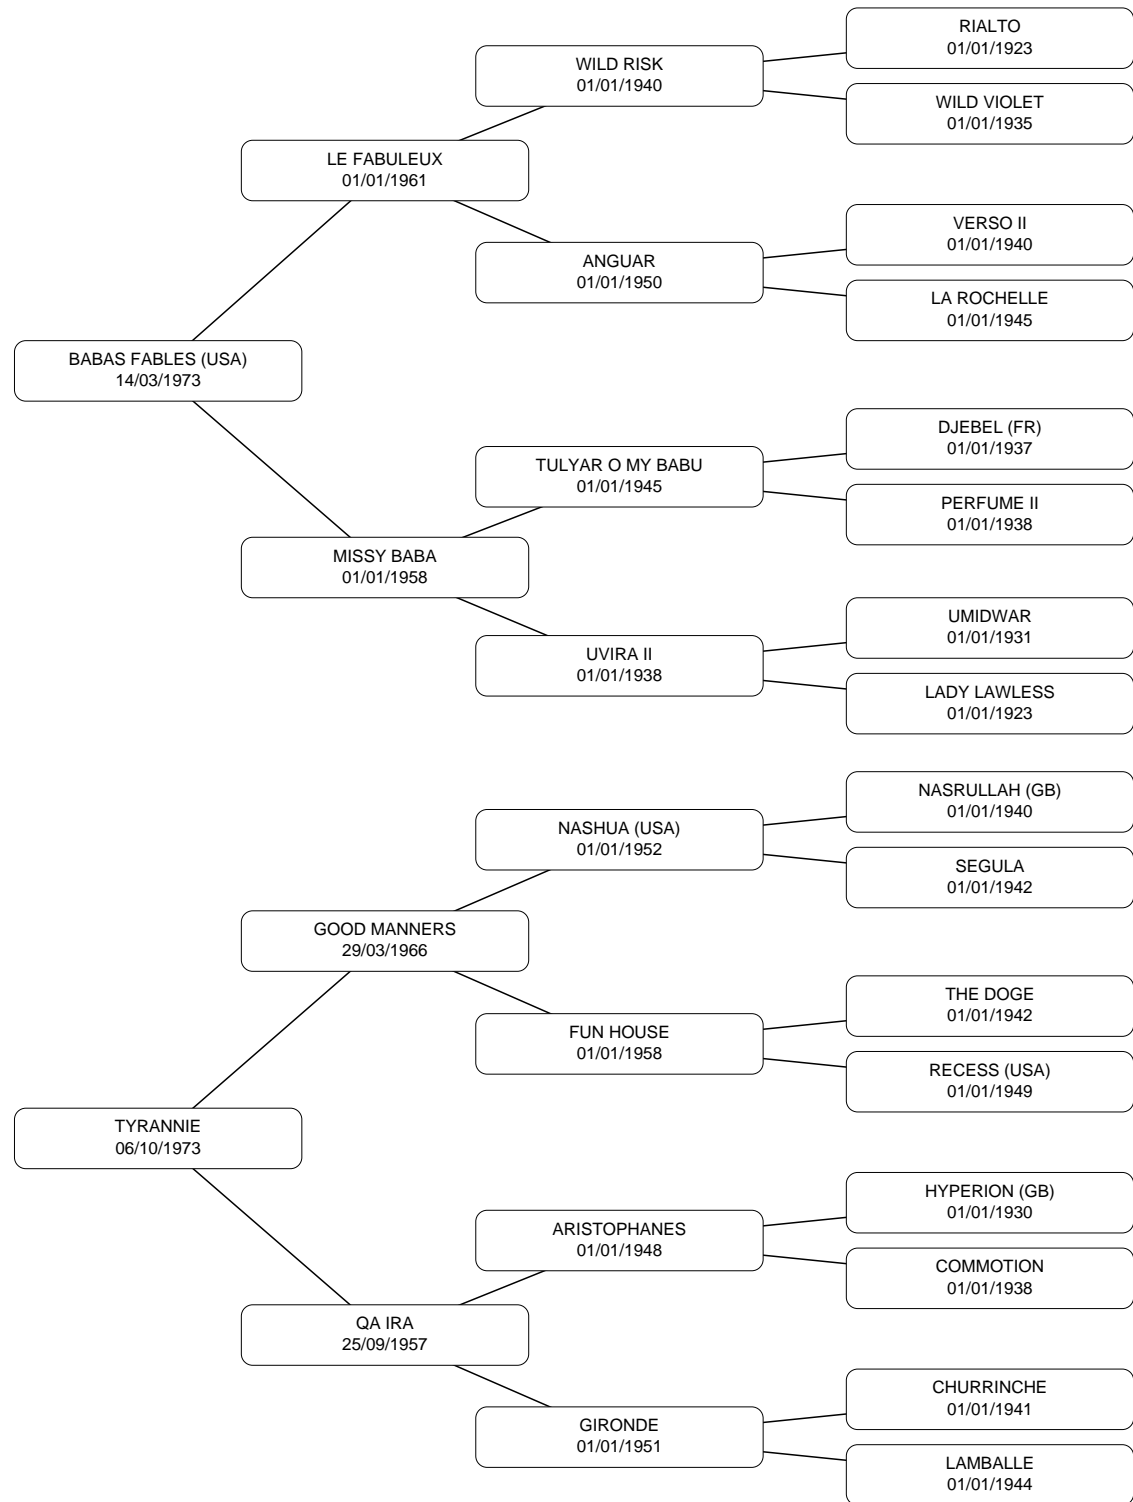 RIALTO
01/01/1923
WILD RISK
01/01/1940
WILD VIOLET
01/01/1935
LE FABULEUX
01/01/1961
VERSO II
01/01/1940
ANGUAR
01/01/1950
LA ROCHELLE
01/01/1945
BABAS FABLES (USA)
14/03/1973
DJEBEL (FR)
01/01/1937
TULYAR O MY BABU
01/01/1945
PERFUME II
01/01/1938
MISSY BABA
01/01/1958
UMIDWAR
01/01/1931
UVIRA II
01/01/1938
LADY LAWLESS
01/01/1923
NASRULLAH (GB)
01/01/1940
NASHUA (USA)
01/01/1952
SEGULA
01/01/1942
GOOD MANNERS
29/03/1966
THE DOGE
01/01/1942
FUN HOUSE
01/01/1958
RECESS (USA)
01/01/1949
TYRANNIE
06/10/1973
HYPERION (GB)
01/01/1930
ARISTOPHANES
01/01/1948
COMMOTION
01/01/1938
QA IRA
25/09/1957
CHURRINCHE
01/01/1941
GIRONDE
01/01/1951
LAMBALLE
01/01/1944